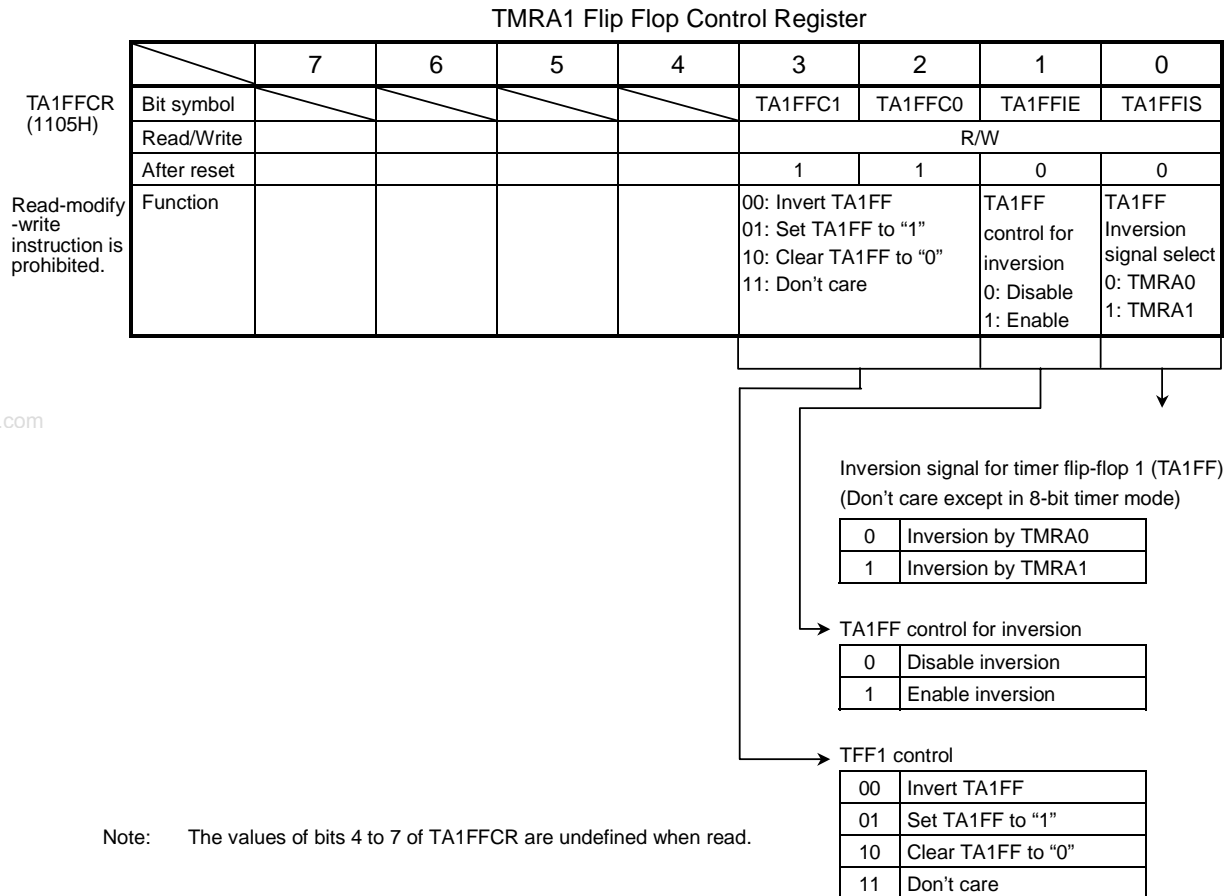 TMRA1 Flip Flop Control Register
7 6 5 4 3 2 1 0
TA1FFCR
(1105H)
Bit symbol TA1FFC1 TA1FFC0 TA1FFIE TA1FFIS
Read/Write R/W
After reset 1 1 0 0
Read-modify
-write
instruction is
prohibited.
Function
00: Invert TA1FF
01: Set TA1FF to “1”
10: Clear TA1FF to “0”
11: Don’t care
TA1FF
control for
inversion
0: Disable
1: Enable
TA1FF
Inversion
signal select
0: TMRA0
1: TMRA1
.com
Inversion signal for timer flip-flop 1 (TA1FF)
(Don’t care except in 8-bit timer mode)
0 Inversion by TMRA0
1 Inversion by TMRA1
TA1FF control for inversion
0 Disable inversion
1 Enable inversion
TFF1 control
00 Invert TA1FF
01 Set TA1FF to “1”
10 Clear TA1FF to “0”
11 Don’t care
Note: The values of bits 4 to 7 of TA1FFCR are undefined when read.